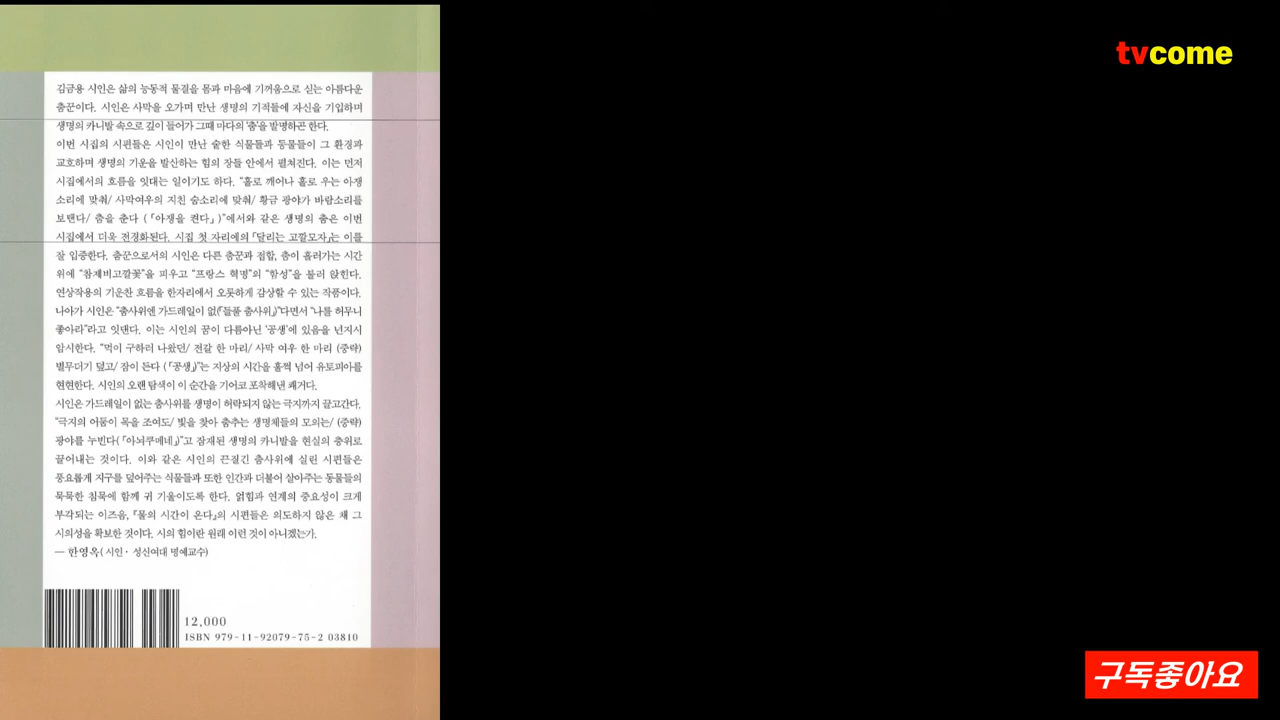 김금용 시인은 삶의 능동적 물결을 몸과 마음에 기꺼움으로 싣는 아름다운
춤꾼이다. 시인은 사막을 오가며 만난 생명의 기적들에 자신을 기입하며
생명의 카니발 속으로 깊이 들어가 그때 마다의 '춤'을 발명하곤 한다.
이번 시집의 시편들은 시인이 만난 숱한 식물들과 동물들이 그 환경과
교호하며 생명의 기운을 발산하는 힘의 장들 안에서 펼쳐진다. 이는 먼저
시집에서의 흐름을 잇대는 일이기도 하다. "홀로 깨어나 홀로 우는 아쟁
소리에 맞춰/ 사막여우의 지친 숨소리에 맞춰/ 황금 광야가 바람소리를
보탠다/ 춤을 춘다 (「아쟁을 켠다」)"에서와 같은 생명의 춤은 이번
시집에서 더욱 전경화된다. 시집 첫 자리에의 「달리는 고깔모자」는 이를
잘 입증한다. 춤꾼으로서의 시인은 다른 춤꾼과 접합, 춤이 흘러가는 시간
위에 "참제비고깔꽃"을 피우고 "프랑스 혁명"의 "함성"을 불러 앉힌다.
연상작용의 기운찬 흐름을 한자리에서 오롯하게 감상할 수 있는 작품이다.
나아가 시인은 "춤사위엔 가드레일이 없(「들풀 춤사위」)"다면서 "나를 허무니
좋아라"라고 잇댄다. 이는 시인의 꿈이 다름아닌 '공생'에 있음을 넌지시
암시한다. "먹이 구하러 나왔던/ 전갈 한 마리/ 사막 여우 한 마리 (중략)
별무더기 덮고/ 잠이 든다 (「공생」)"는 지상의 시간을 훌쩍 넘어 유토피아를
현현한다. 시인의 오랜 탐색이 이 순간을 기어코 포착해낸 쾌거다.
시인은 가드레일이 없는 춤사위를 생명이 허락되지 않는 극지까지 끌고간다.
"극지의 어둠이 목을 조여도/ 빛을 찾아 춤추는 생명체들의 모의는/ (중략)
광야를 누빈다(「아뇌쿠메네」)"고 잠재된 생명의 카니발을 현실의 층위로
끌어내는 것이다. 이와 같은 시인의 끈질긴 춤사위에 실린 시편들은
풍요롭게 지구를 덮어주는 식물들과 또한 인간과 더불어 살아주는 동물들의
묵묵한 침묵에 함께 귀 기울이도록 한다. 얽힘과 연계의 중요성이 크게
부각되는 이즈음, 『물의 시간이 온다』의 시편들은 의도하지 않은 채 그
시의성을 확보한 것이다. 시의 힘이란 원래 이런 것이 아니겠는가.
— 한영옥(시인 · 성신여대 명예교수)
12,000
ISBN 979-11-92079-75-2 03810
tvcome
구독좋아요